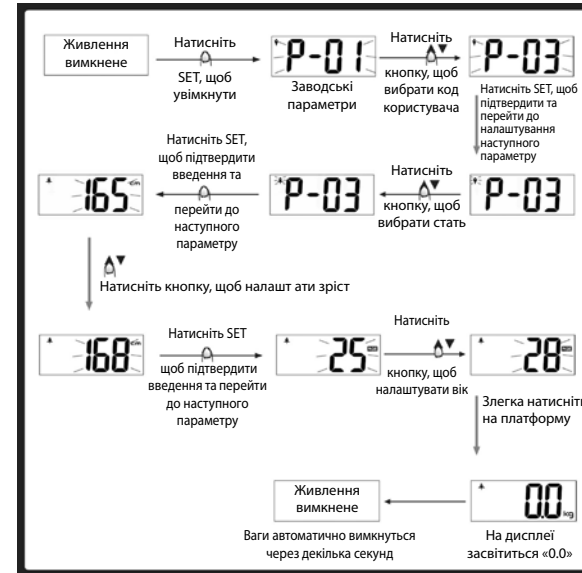 Живлення
вимкнене
Натисніть
SET, щоб
увімкнути
P-01
Заводські
параметри
Натисніть
кнопку, щоб
вибрати код
користувача
P-03
Натисніть SET, щоб
підтвердити та
перейти до
налаштування
наступного
параметру
P-03
Натисніть
кнопку, щоб
вибрати стать
P-03
Натисніть SET,
щоб підтвердити
введення та
перейти до
наступного
параметру
165 cm
Натисніть кнопку, щоб налашт ати зріст
168 cm
Натисніть SET
щоб підтвердити
введення та перейти
до наступного
параметру
25
Натисніть
кнопку, щоб
налаштувати вік
28
Злегка натисніть
на платформу
0.0 kg
На дисплеї
засвітиться «0.0»
Живлення
вимкнене
Ваги автоматично вимкнуться
через декілька секунд